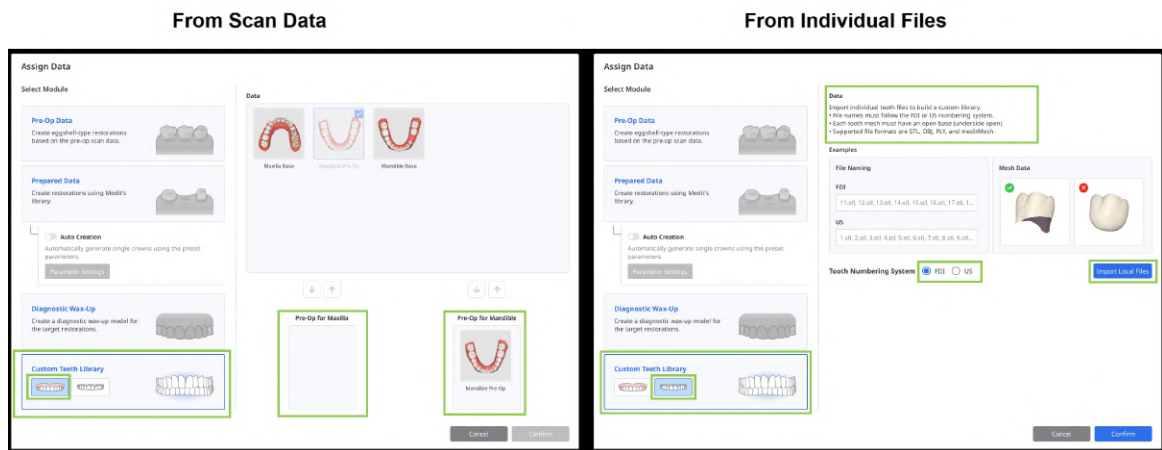 From Scan Data
From Individual Files
Assign Data
Select Module
Pre-Op Data
Create eggshell-type restorations
based on the pre-op scan data.
Prepared Data
Create restorations using Medit's
library.
Auto Creation
Automatically generate single crowns using the preset
parameters.
Parameter Settings
Diagnostic Wax-Up
Create a diagnostic wax-up model for
the target restorations.
Custom Teeth Library
Data
Maxilla Base
Mandible Pre-Op
Mandible Base
Pre-Op for Maxilla
Pre-Op for Mandible
Mandible Pre-Op
Cancel
Confirm
Assign Data
Select Module
Pre-Op Data
Create eggshell-type restorations
based on the pre-op scan data.
Prepared Data
Create restorations using Medit's
library.
Auto Creation
Automatically generate single crowns using the preset
parameters.
Parameter Settings
Diagnostic Wax-Up
Create a diagnostic wax-up model for
the target restorations.
Custom Teeth Library
Data
Import individual tooth files to build a custom library.
• File names must follow the FDI or US numbering system.
• Each tooth mesh must have an open base (underside open).
• Supported file formats are STL, OBJ, PLY, and meditMesh.
Examples
File Naming
FDI
11.stl, 12.stl, 13.stl, 14.stl, 15.stl, 16.stl, 17.stl, 1...
US
1.stl, 2.stl, 3.stl, 4.stl, 5.stl, 6.stl, 7.stl, 8.stl, 9.stl...
Mesh Data
Tooth Numbering System
FDI
US
Import Local Files
Cancel
Confirm